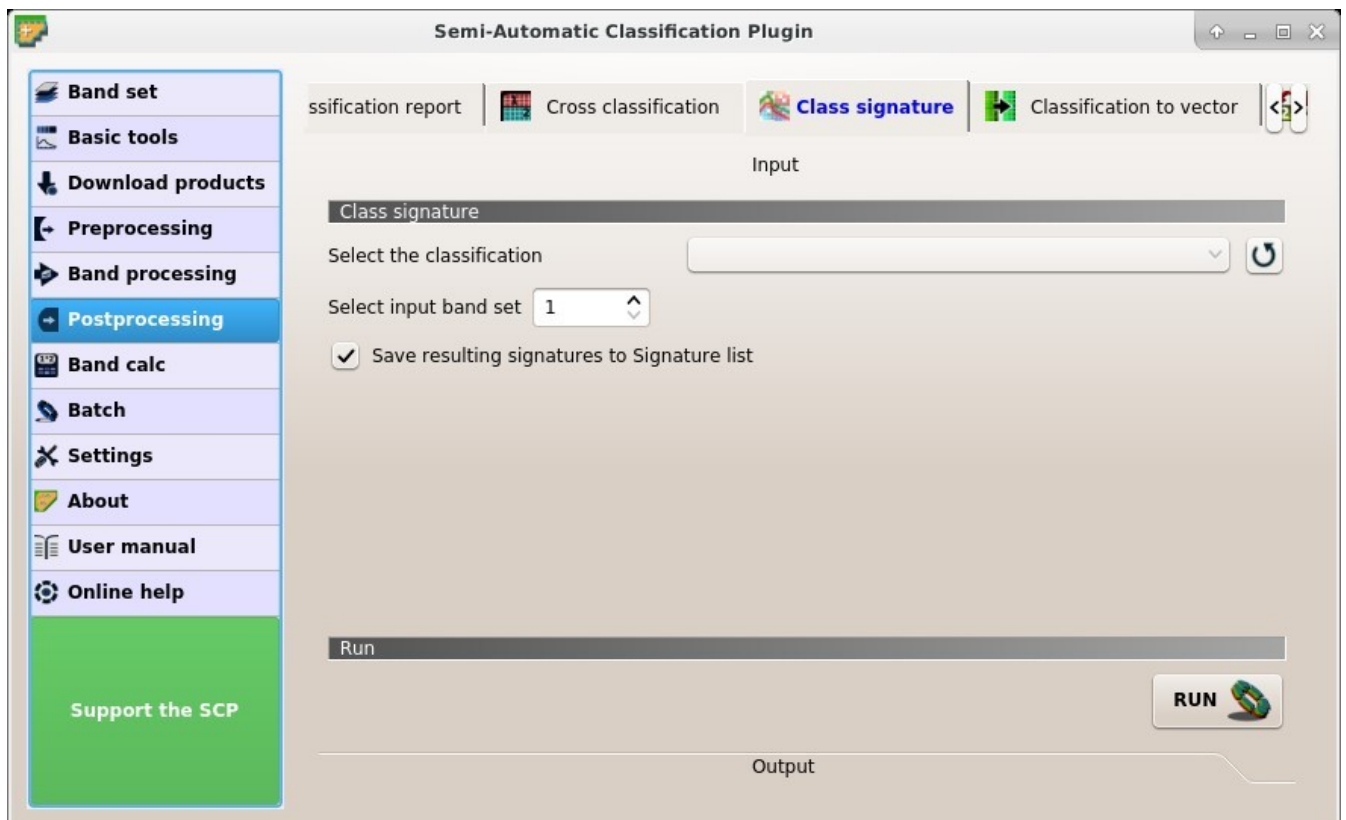 Semi-Automatic Classification Plugin
Band set
Basic tools
Download products
Preprocessing
Band processing
Postprocessing
Band calc
Batch
Settings
About
User manual
Online help
Support the SCP
ssification report
Cross classification
Class signature
Classification to vector
Input
Class signature
Select the classification
Select input band set 1
Save resulting signatures to Signature list
Run
RUN
Output